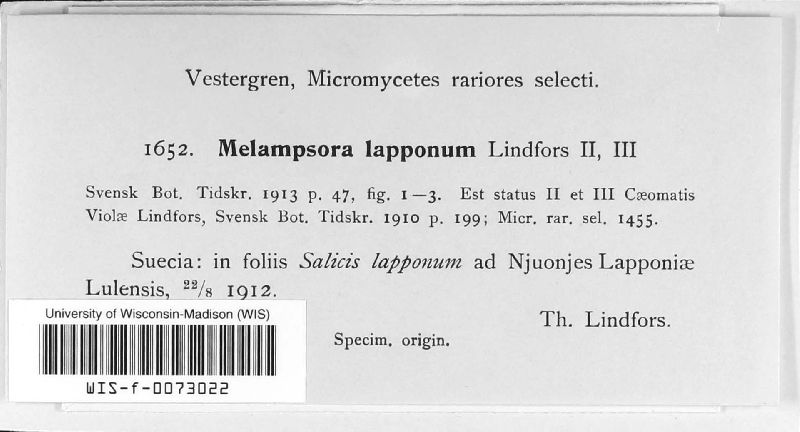 Vestergren, Micromycetes rariores selecti.
1652. Melampsora lapponum Lindfors II, III
Svensk Bot. Tidskr. 1913 p. 47, fig. 1—3. Est status II et III Cæomatis
Violæ Lindfors, Svensk Bot. Tidskr. 1910 p. 199; Micr. rar. sel. 1455.
Suecia: in foliis Salicis lapponum ad Njuonjes Lapponiæ
Lulensis, 22/8 1912.
Th. Lindfors.
Specim. origin.
University of Wisconsin-Madison (WIS)
WIS-f-0073022